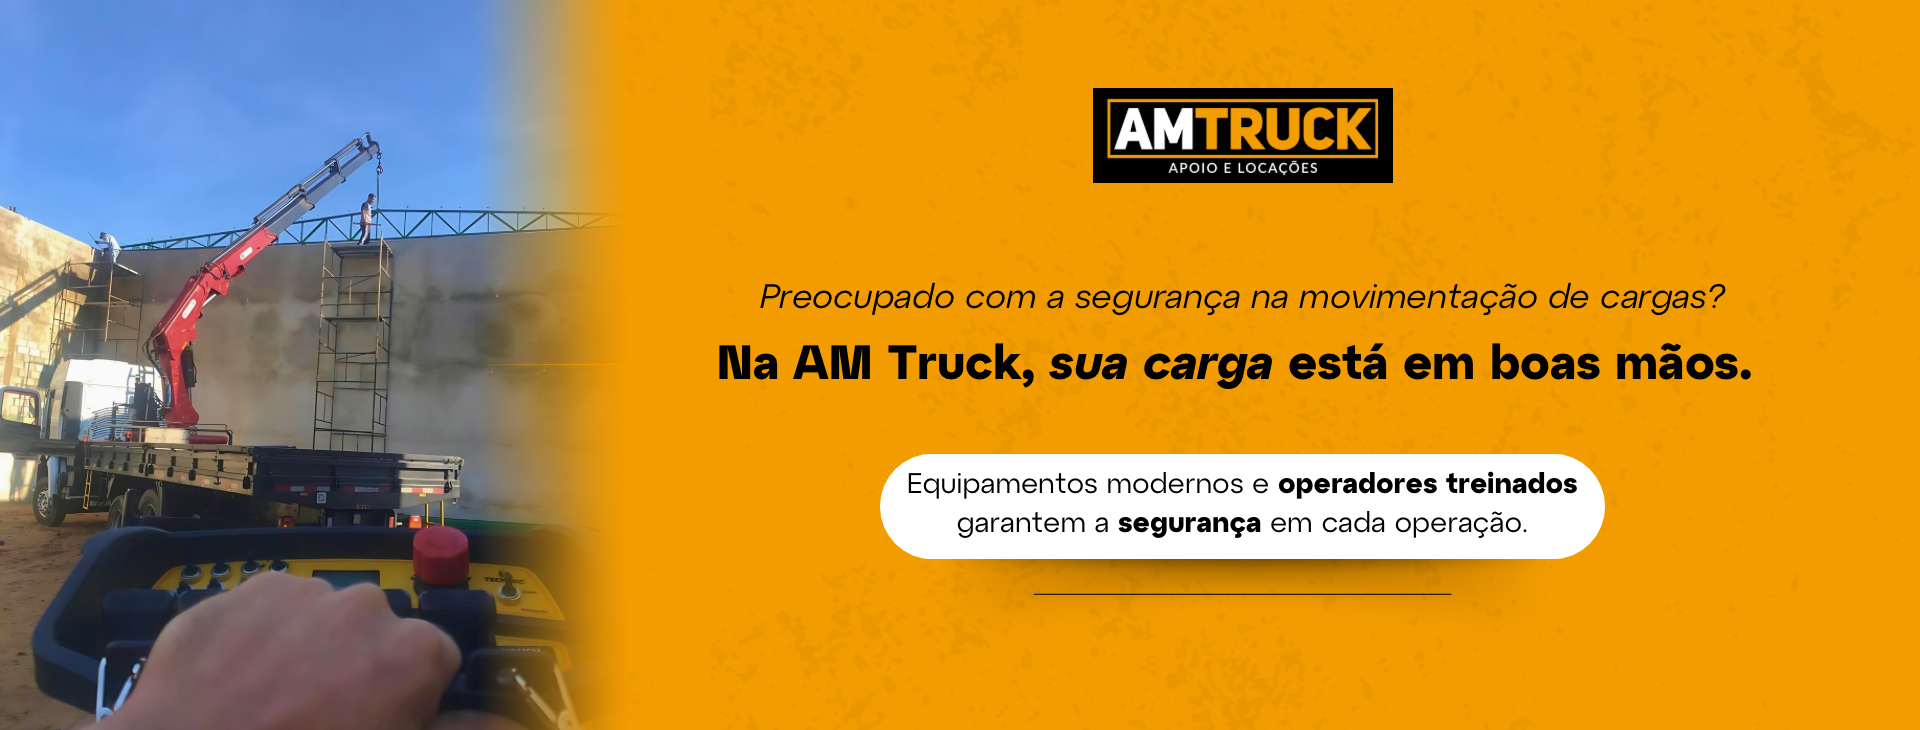 AMTRUCK
APOIO E LOCAÇÕES
Preocupado com a segurança na movimentação de cargas?
Na AM Truck, sua carga está em boas mãos.
Equipamentos modernos e operadores treinados
garantem a segurança em cada operação.